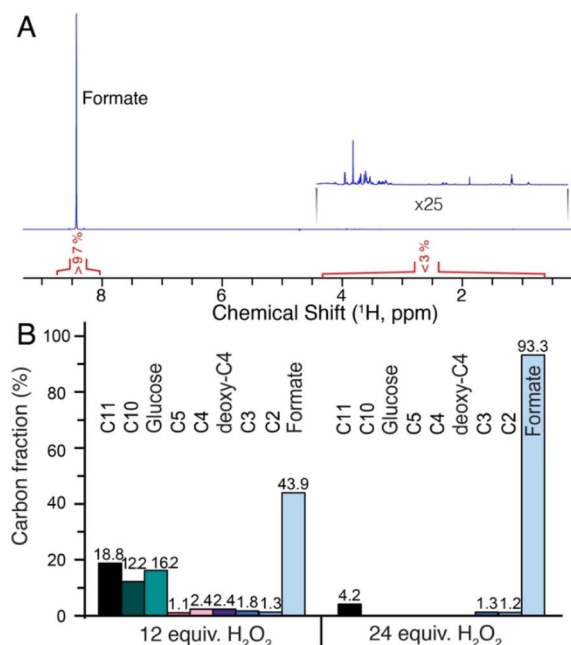 A
Formate
x25
>97%
<3%
8
4
2
0
Chemical Shift (¹H, ppm)
B
Carbon fraction (%)
100
80
60
40
20
0
C11
C10
Glucose
C5
C4
deoxy-C4
C3
C2
Formate
C11
C10
Glucose
C5
C4
deoxy-C4
C3
C2
Formate
18.8
12.2
16.2
1.1
2.4
2.4
1.8
1.3
43.9
4.2
1.3
1.2
93.3
12 equiv. H₂O₂
24 equiv. H₂O₂